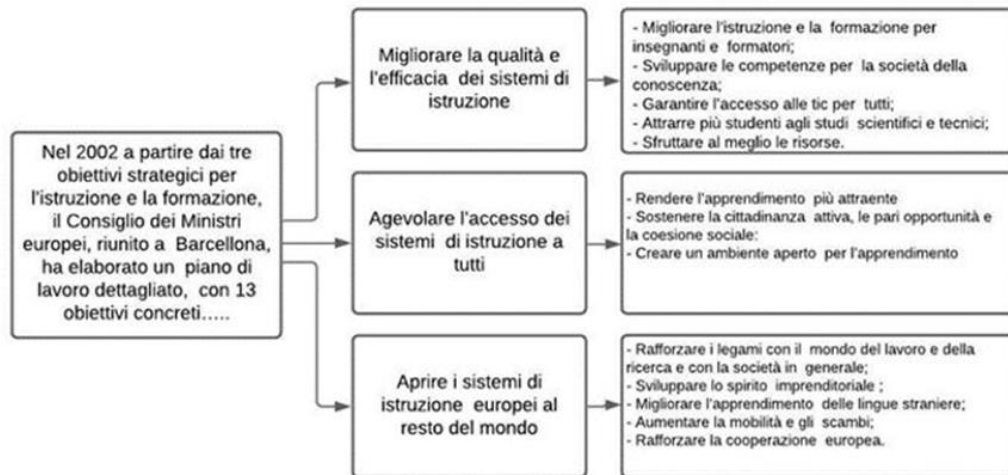 Nel 2002 a partire dai tre
obiettivi strategici per
l'istruzione e la formazione,
il Consiglio dei Ministri
europei, riunito a Barcellona,
ha elaborato un piano di
lavoro dettagliato, con 13
obiettivi concreti.....
Migliorare la qualità e
l'efficacia dei sistemi di
istruzione
- Migliorare l'istruzione e la formazione per
insegnanti e formatori;
- Sviluppare le competenze per la società della
conoscenza;
- Garantire l'accesso alle tic per tutti;
- Attrarre più studenti agli studi scientifici e tecnici;
- Sfruttare al meglio le risorse.
Agevolare l'accesso dei
sistemi di istruzione a
tutti
- Rendere l'apprendimento più attraente
- Sostenere la cittadinanza attiva, le pari opportunità e
la coesione sociale:
- Creare un ambiente aperto per l'apprendimento
Aprire i sistemi di
istruzione europei al
resto del mondo
- Rafforzare i legami con il mondo del lavoro e della
ricerca e con la società in generale;
- Sviluppare lo spirito imprenditoriale ;
- Migliorare l'apprendimento delle lingue straniere;
- Aumentare la mobilità e gli scambi;
- Rafforzare la cooperazione europea.